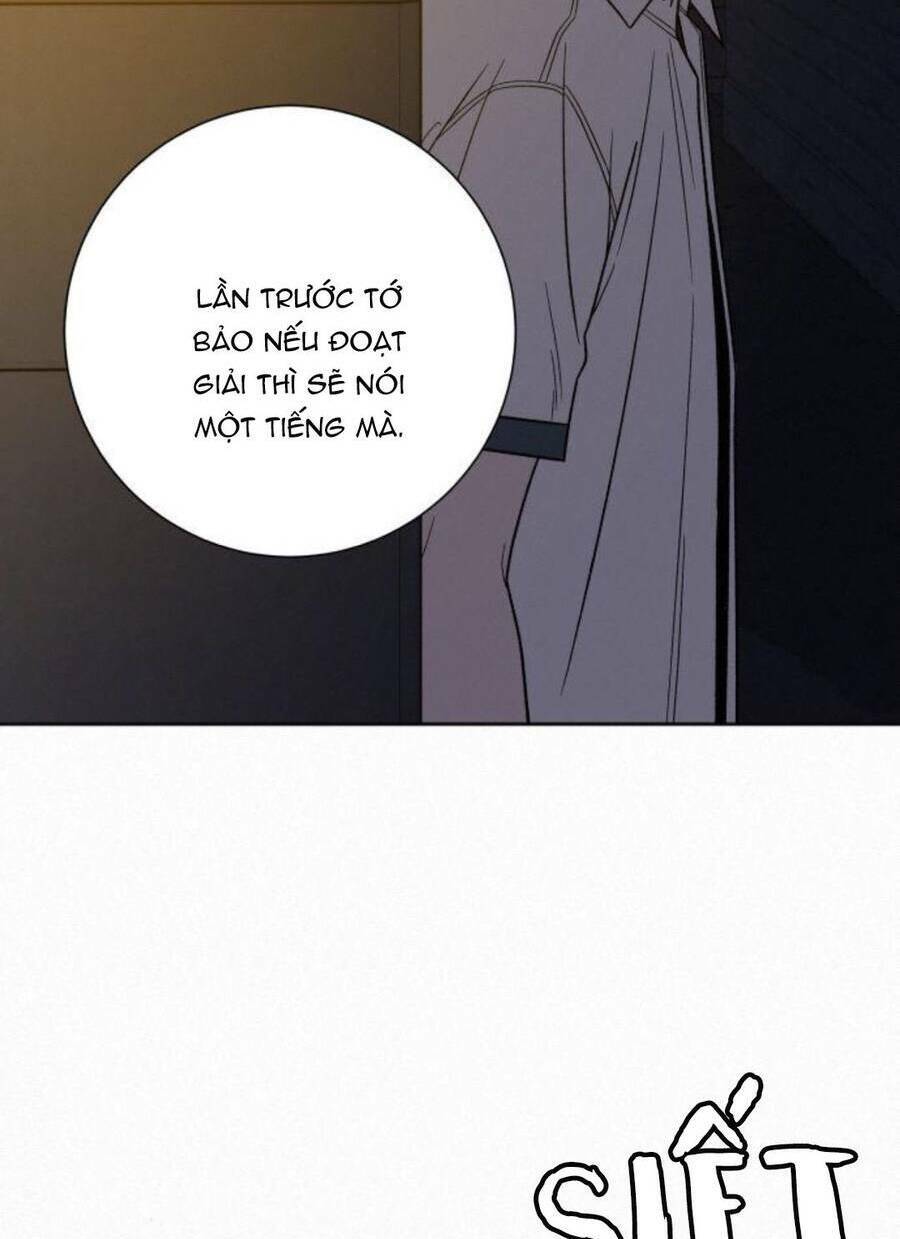 LẦN TRƯỚC TỚ
BẢO NẾU ĐOẠT
GIẢI THÌ SẼ NÓI
MỘT TIẾNG MÀ.
SIẾT